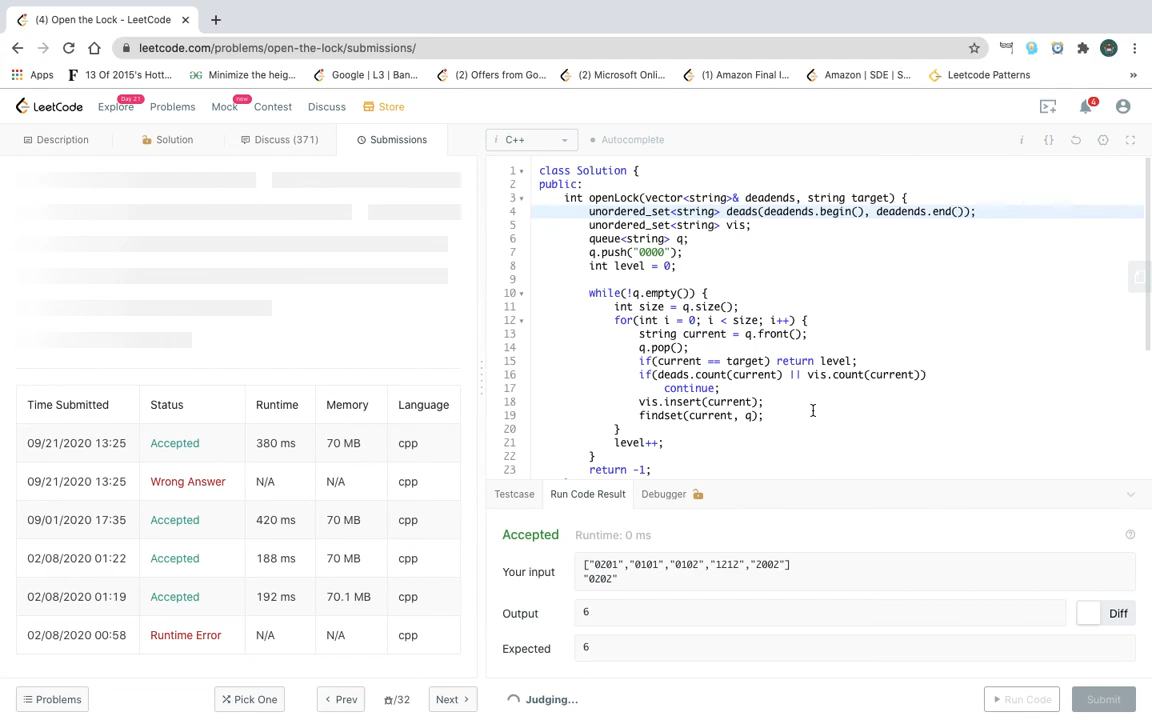 (4) Open the Lock - LeetCode
leetcode.com/problems/open-the-lock/submissions/
Apps
F 13 Of 2015's Hott...
Minimize the heig...
Google | L3 | Ban...
(2) Offers from Go...
(2) Microsoft Onli...
(1) Amazon Final I...
Amazon | SDE | S...
Leetcode Patterns
»
LeetCode
Explore
Day 21
Problems
Mock
new
Contest
Discuss
Store
4
Description
Solution
Discuss (371)
Submissions
i C++
Autocomplete
i {}
1 class Solution {
2 public:
3 int openLock(vector<string>& deadends, string target) {
4 unordered_set<string> deads(deadends.begin(), deadends.end());
5 unordered_set<string> vis;
6 queue<string> q;
7 q.push("0000");
8 int level = 0;
9
10 while(!q.empty()) {
11 int size = q.size();
12 for(int i = 0; i < size; i++) {
13 string current = q.front();
14 q.pop();
15 if(current == target) return level;
16 if(deads.count(current) || vis.count(current))
17 continue;
18 vis.insert(current);
19 findset(current, q);
20 }
21 level++;
22 }
23 return -1;
Time Submitted Status Runtime Memory Language
09/21/2020 13:25 Accepted 380 ms 70 MB cpp
09/21/2020 13:25 Wrong Answer N/A N/A cpp
09/01/2020 17:35 Accepted 420 ms 70 MB cpp
02/08/2020 01:22 Accepted 188 ms 70 MB cpp
02/08/2020 01:19 Accepted 192 ms 70.1 MB cpp
02/08/2020 00:58 Runtime Error N/A N/A cpp
Testcase
Run Code Result
Debugger
Accepted Runtime: 0 ms
Your input
["0201","0101","0102","1212","2002"]
"0202"
Output 6
Diff
Expected 6
Problems
Pick One
Prev
/32
Next
Judging...
Run Code
Submit